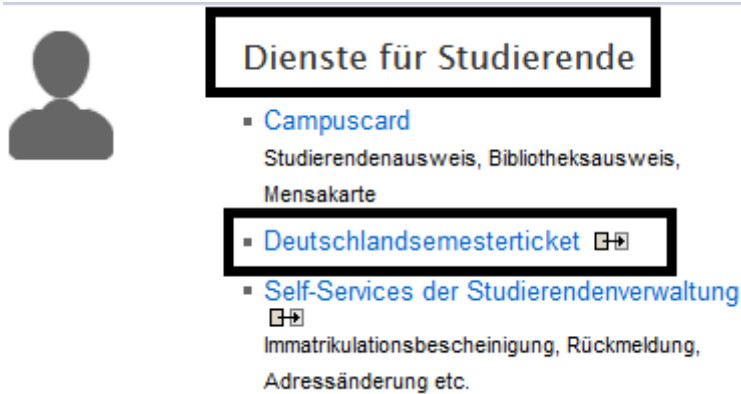 Dienste für Studierende
Campuscard
Studierendenausweis, Bibliotheksausweis,
Mensakarte
Deutschlandsemesterticket
Self-Services der Studierendenverwaltung
Immatrikulationsbescheinigung, Rückmeldung,
Adressänderung etc.